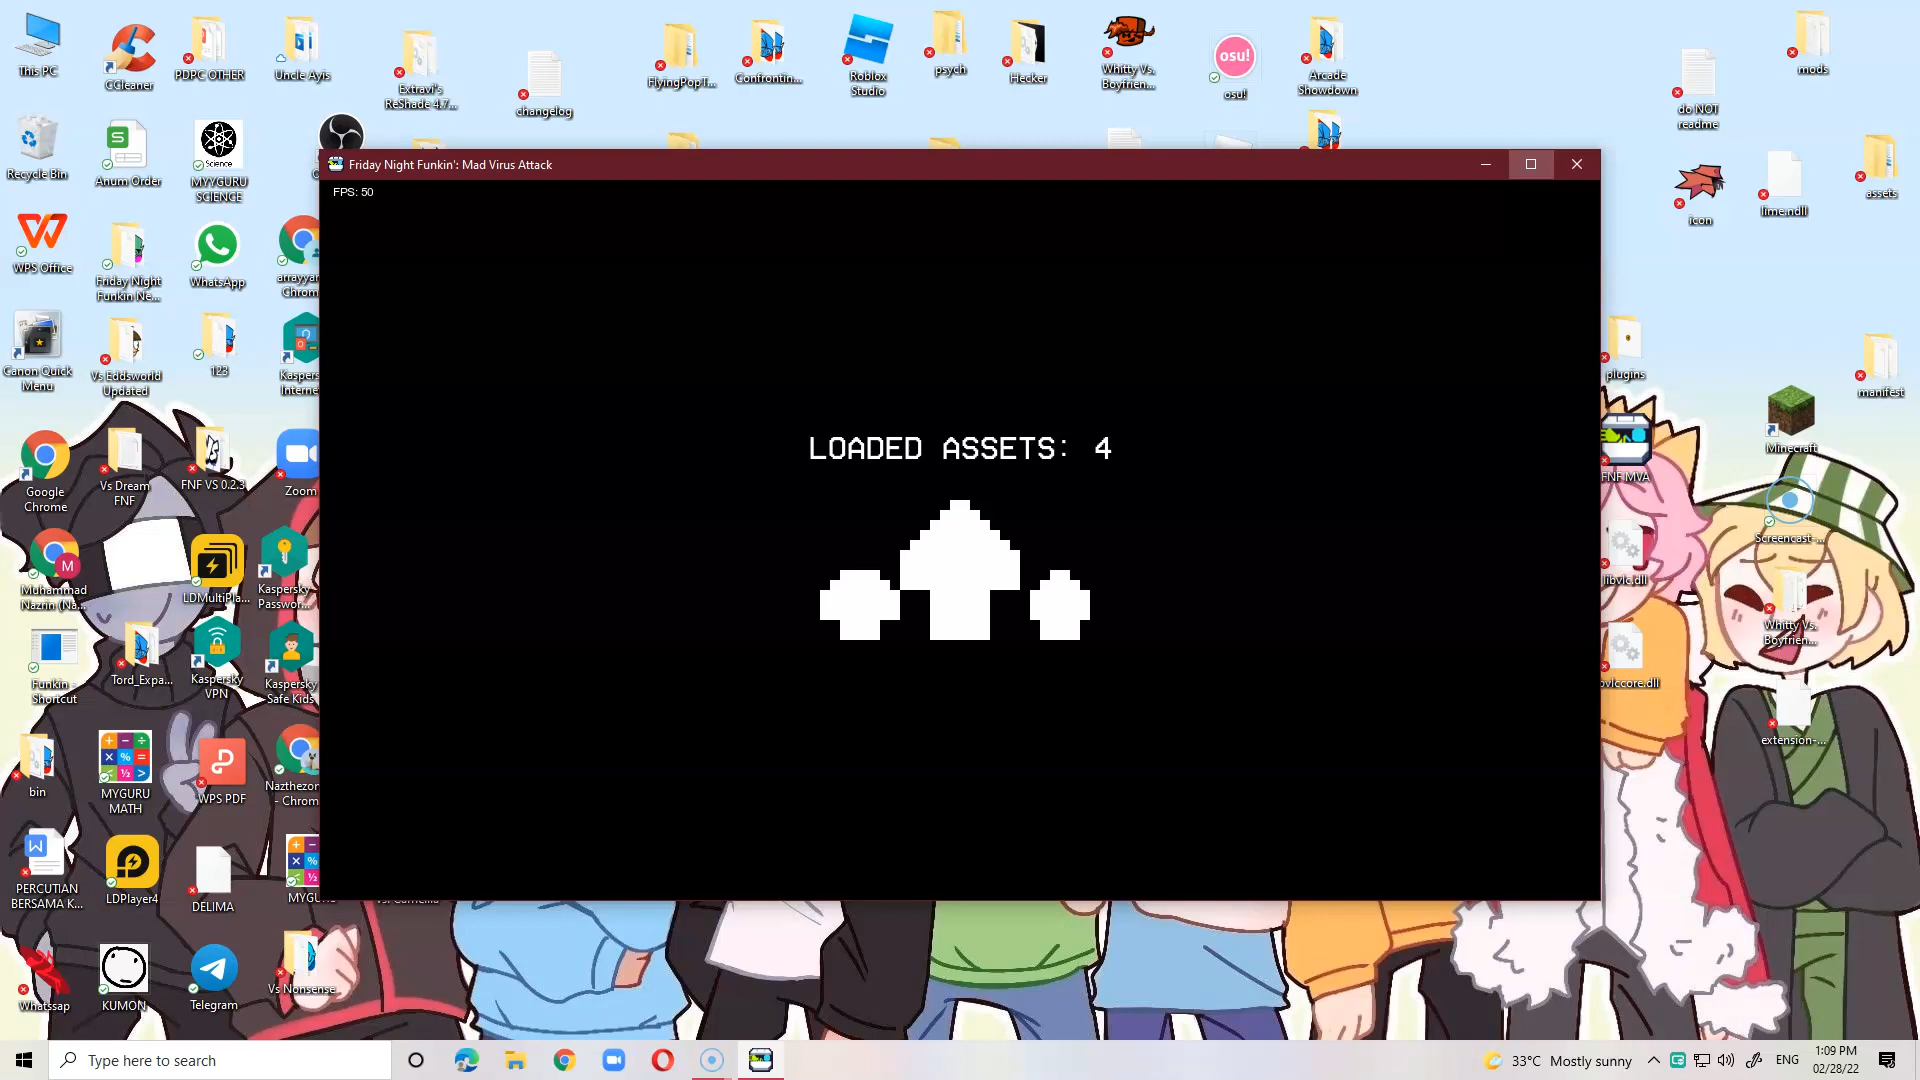 This PC
CCleaner
PDPC OTHER
Uncle Ayis
Extravi's
ReShade 4.7...
changelog
FlyingPopT...
Confrontin...
Roblox
Studio
psych
Hecker
Whitty Vs.
Boyfrien...
osu!
osu!
Arcade
Showdown
do NOT
readme
mods
Recycle Bin
Anum Order
Science
MYYGURU
SCIENCE
Friday Night Funkin': Mad Virus Attack
FPS: 50
icon
lime.ndll
assets
WPS Office
Friday Night
Funkin Ne...
WhatsApp
Canon Quick
Menu
Vs Eddsworld
Updated
123
plugins
manifest
Google
Chrome
Vs Dream
FNF
FNF VS 0.2.3
Zoom
LOADED ASSETS: 4
FNF MVA
Minecraft
Muhammad
Nazrin (Na...
LDMultiPla...
Kaspersky
Passwor...
libvlc.dll
Screencast-...
Whitty Vs.
Boyfrien...
Funkin -
Shortcut
Tord_Expa...
Kaspersky
VPN
Kaspersky
Safe Kids
extension-...
bin
MYGURU
MATH
WPS PDF
PERCUTIAN
BERSAMA K...
LDPlayer4
DELIMA
Whatssap
KUMON
Telegram
Vs Nonsense
Type here to search
33°C Mostly sunny
ENG
1:09 PM
02/28/22